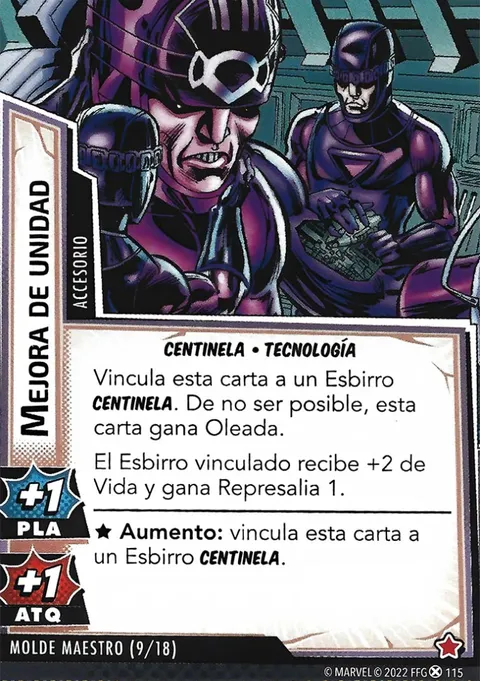 MEJORA DE UNIDAD
ACCESORIO
CENTINELA • TECNOLOGÍA
Vincula esta carta a un Esbirro
CENTINELA. De no ser posible, esta
carta gana Oleada.
El Esbirro vinculado recibe +2 de
Vida y gana Represalia 1.
★ Aumento: vincula esta carta a
un Esbirro CENTINELA.
+1
PLA
+1
ATQ
MOLDE MAESTRO (9/18)
© MARVEL © 2022 FFG 115